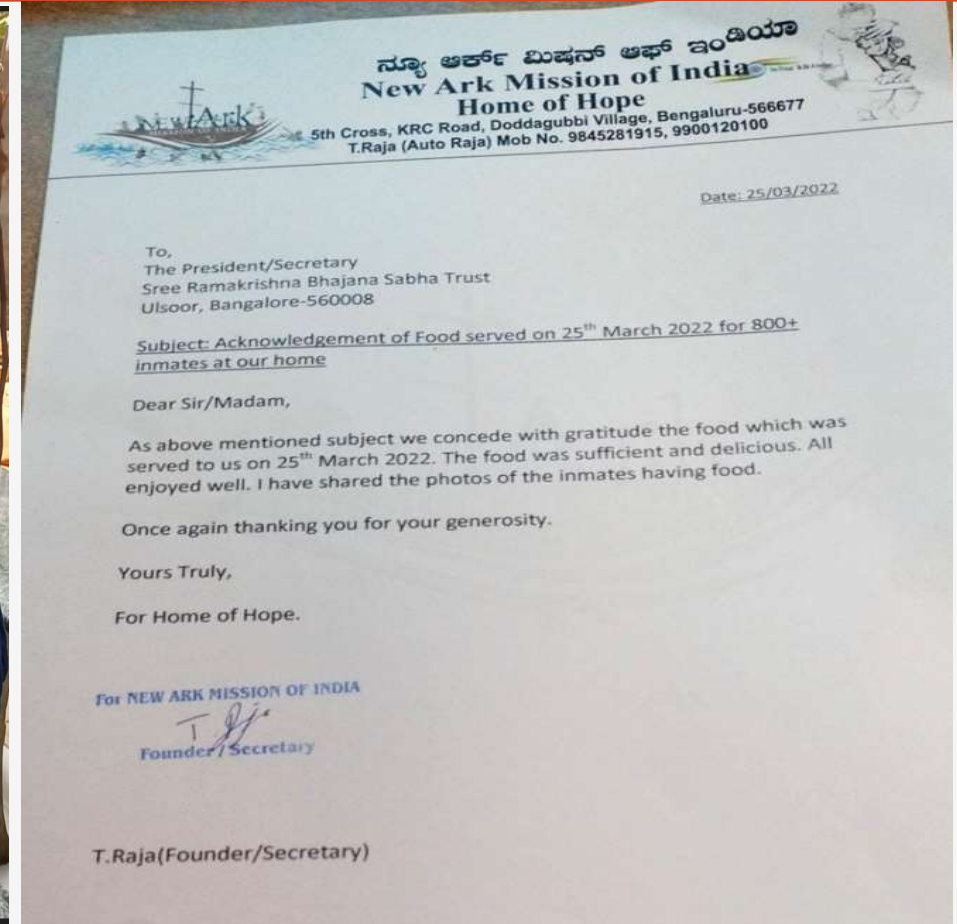 ನ್ಯೂ ಆರ್ಕ್ ಮಿಷನ್ ಆಫ್ ಇಂಡಿಯಾ
New Ark Mission of India
Home of Hope
5th Cross, KRC Road, Doddagubbi Village, Bengaluru-566677
T.Raja (Auto Raja) Mob No. 9845281915, 9900120100
New Ark
MISSION OF INDIA
Date: 25/03/2022
To,
The President/Secretary
Sree Ramakrishna Bhajana Sabha Trust
Ulsoor, Bangalore-560008
Subject: Acknowledgement of Food served on 25th March 2022 for 800+
inmates at our home
Dear Sir/Madam,
As above mentioned subject we concede with gratitude the food which was
served to us on 25th March 2022. The food was sufficient and delicious. All
enjoyed well. I have shared the photos of the inmates having food.
Once again thanking you for your generosity.
Yours Truly,
For Home of Hope.
For NEW ARK MISSION OF INDIA
T. Raja
Founder / Secretary
T.Raja(Founder/Secretary)